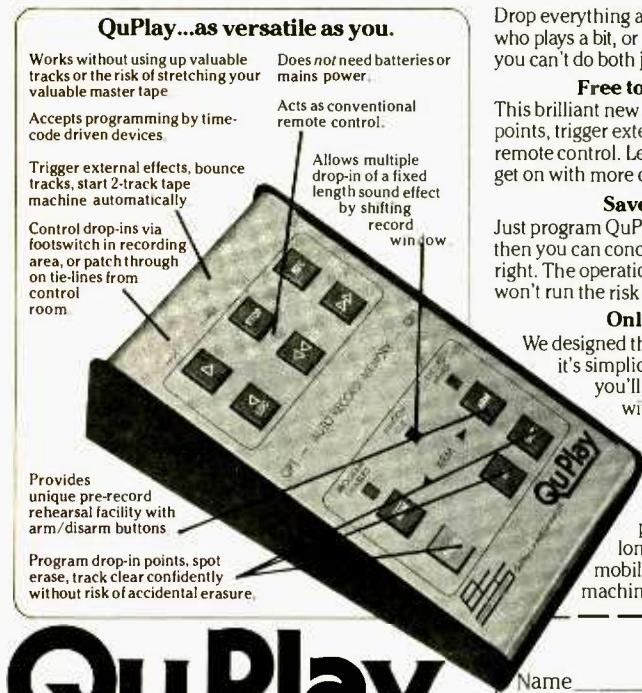 QuPlay...as versatile as you.
Works without using up valuable
tracks or the risk of stretching your
valuable master tape
Accepts programming by time-
code driven devices
Trigger external effects, bounce
tracks, start 2-track tape
machine automatically
Control drop-ins via
footswitch in recording
area, or patch through
on tie-lines from
control
room
Does not need batteries or
mains power.
Acts as conventional
remote control.
Allows multiple
drop-in of a fixed
length sound effect
by shifting
record
window
Provides
unique pre-record
rehearsal facility with
arm/disarm buttons
Program drop-in points, spot
erase, track clear confidently
without risk of accidental erasure.
AUTO RECORD MEMORY
QuPlay
Drop everything a
who plays a bit, or
you can't do both j
Free to
This brilliant new
points, trigger exte
remote control. Le
get on with more c
Save
Just program QuP
then you can conc
right. The operatio
won't run the risk
Onl
We designed th
it's simplic
you'll
wi
p
lon
mobil
machin
QuPlay
Name